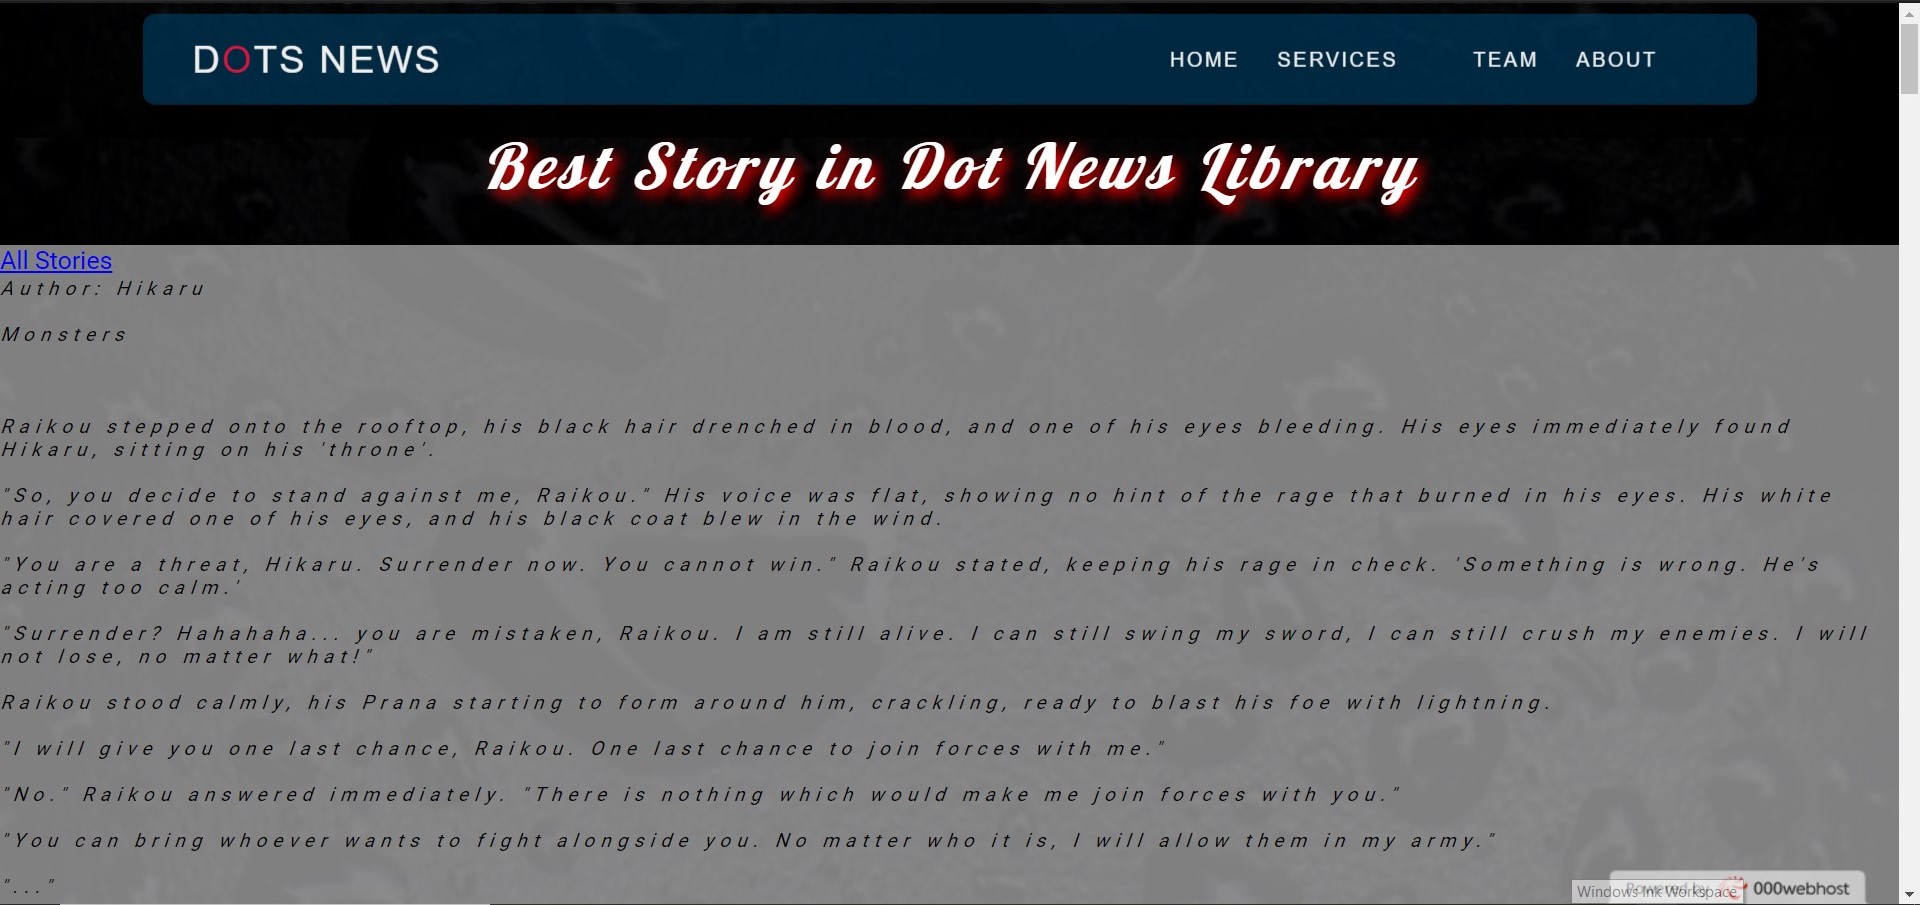 DOTS NEWS
HOME SERVICES TEAM ABOUT
Best Story in Dot News Library
All Stories
Author: Hikaru
Monsters
Raikou stepped onto the rooftop, his black hair drenched in blood, and one of his eyes bleeding. His eyes immediately found
Hikaru, sitting on his 'throne'.
"So, you decide to stand against me, Raikou." His voice was flat, showing no hint of the rage that burned in his eyes. His white
hair covered one of his eyes, and his black coat blew in the wind.
"You are a threat, Hikaru. Surrender now. You cannot win." Raikou stated, keeping his rage in check. 'Something is wrong. He's
acting too calm.'
"Surrender? Hahahaha... you are mistaken, Raikou. I am still alive. I can still swing my sword, I can still crush my enemies. I will
not lose, no matter what!"
Raikou stood calmly, his Prana starting to form around him, crackling, ready to blast his foe with lightning.
"I will give you one last chance, Raikou. One last chance to join forces with me."
"No." Raikou answered immediately. "There is nothing which would make me join forces with you."
"You can bring whoever wants to fight alongside you. No matter who it is, I will allow them in my army."
"..."
Windows Ink Workspace
Powered by 000webhost